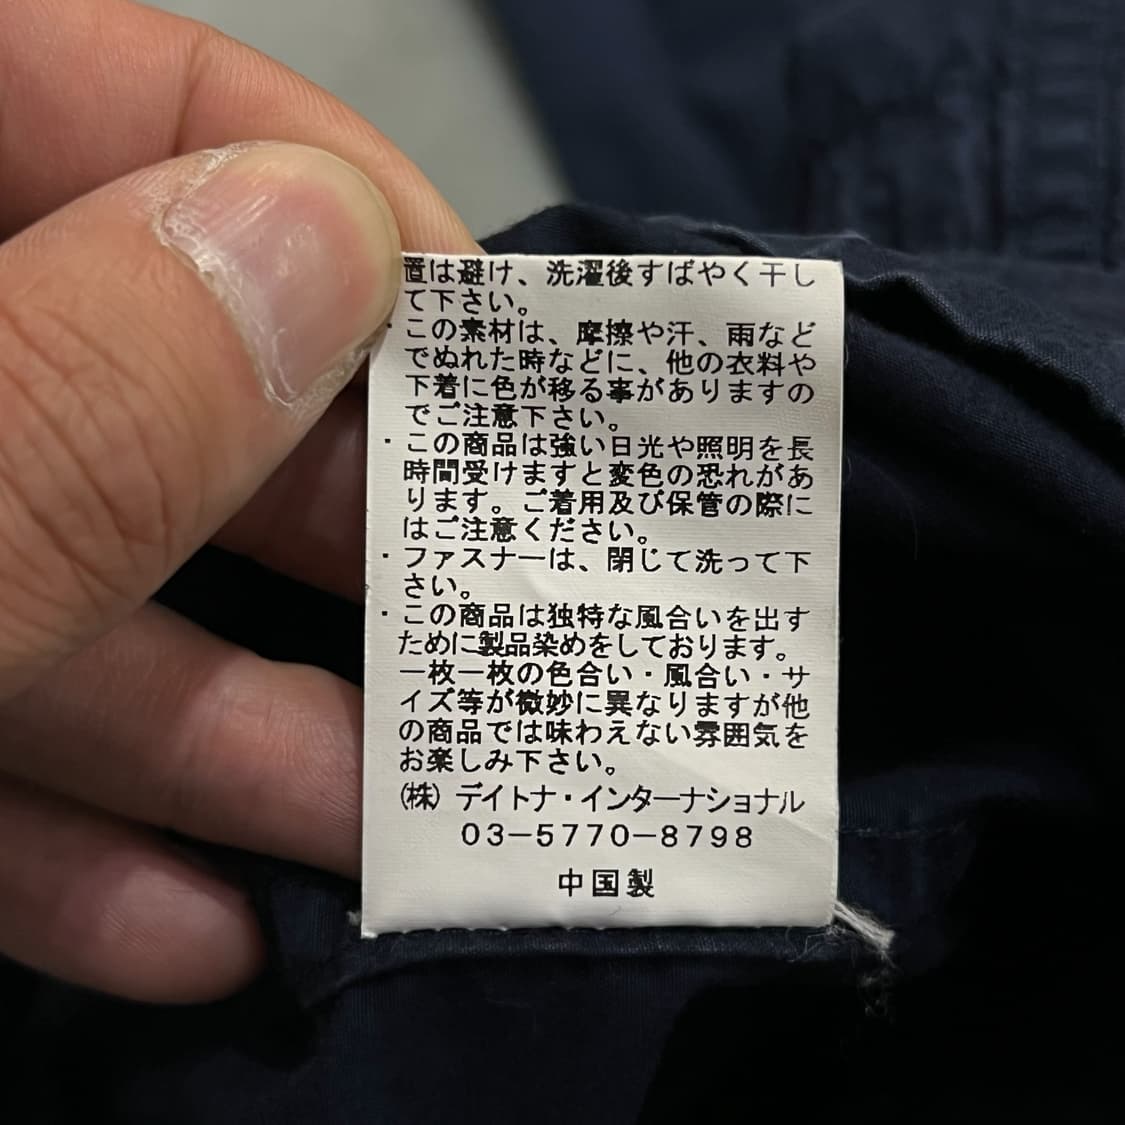 置は避け、洗濯後すばやく干し
て下さい。
・この素材は、摩擦や汗、雨など
でぬれた時などに、他の衣料や
下着に色が移る事がありますの
でご注意下さい。
・この商品は強い日光や照明を長
時間受けますと変色の恐れがあ
ります。ご着用及び保管の際に
はご注意ください。
・ファスナーは、閉じて洗って下
さい。
・この商品は独特な風合いを出す
ために製品染めをしております。
一枚一枚の色合い・風合い・サ
イズ等が微妙に異なりますが他
の商品では味わえない雰囲気を
お楽しみ下さい。
㈱ デイトナ・インターナショナル
03－5770－8798
中国製